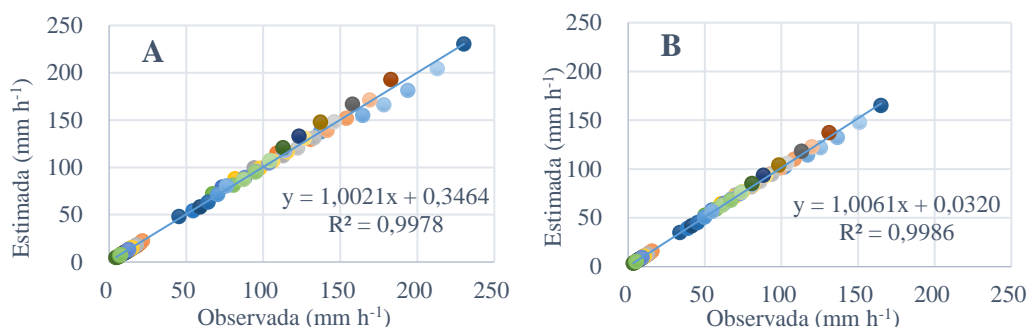 A
250
200
150
100
50
0
Estimada (mm h⁻¹)
y = 1,0021x + 0,3464
R² = 0,9978
0 50 100 150 200 250
Observada (mm h⁻¹)
B
250
200
150
100
50
0
Estimada (mm h⁻¹)
y = 1,0061x + 0,0320
R² = 0,9986
0 50 100 150 200 250
Observada (mm h⁻¹)